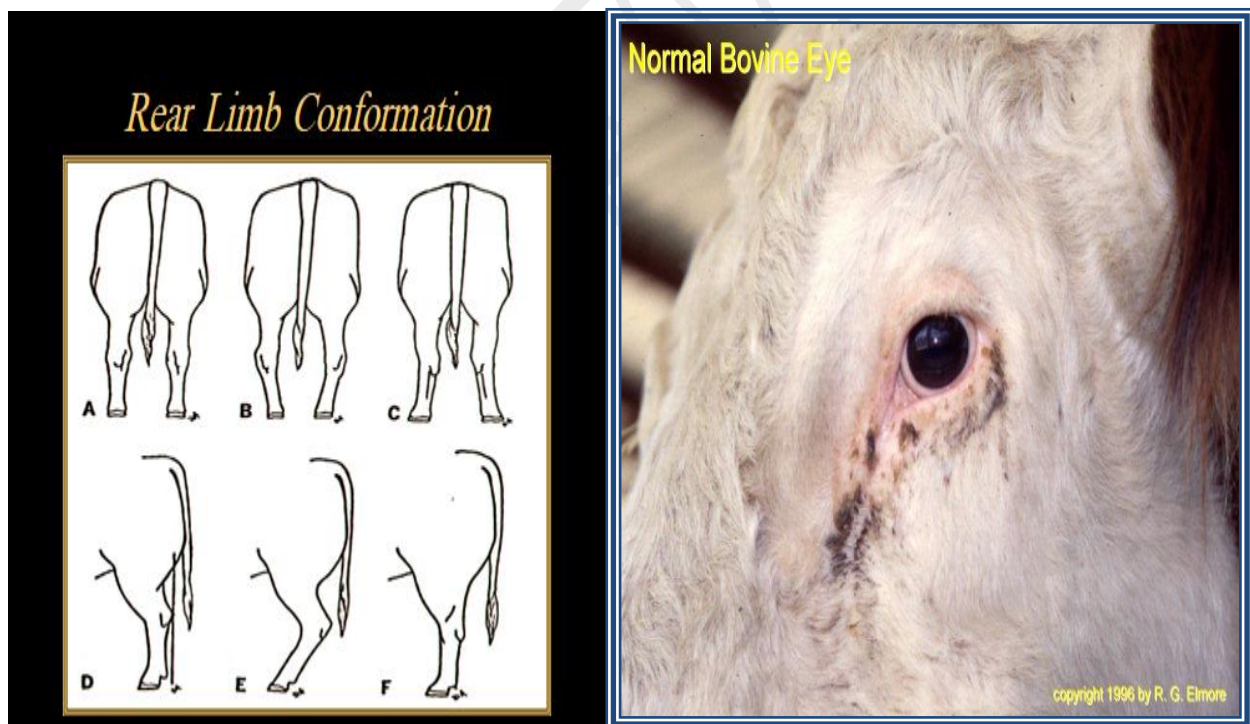 Rear Limb Conformation
A
B
C
D
E
F
Normal Bovine Eye
copyright 1996 by R. G. Elmore